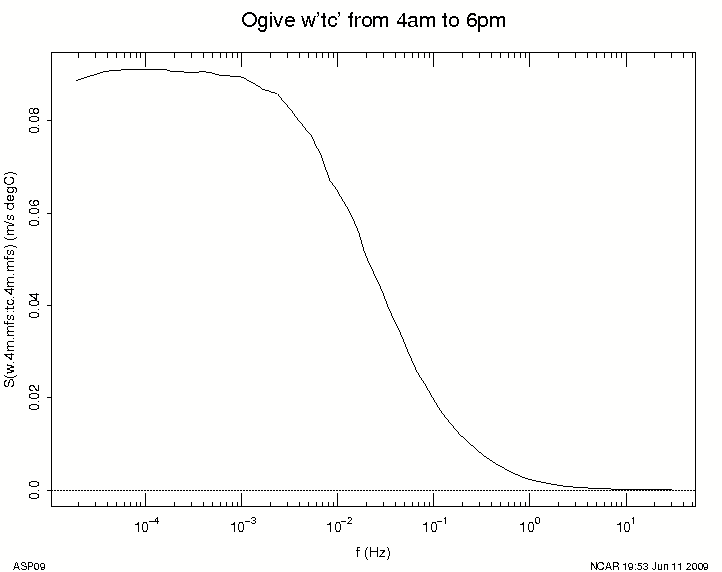 Ogive w'tc' from 4am to 6pm
S(w.4m.mfs:tc.4m.mfs) (m/s degC)
0.08
0.06
0.04
0.02
0.0
10^-4 10^-3 10^-2 10^-1 10^0 10^1
f (Hz)
ASP09 NCAR 19:53 Jun 11 2009